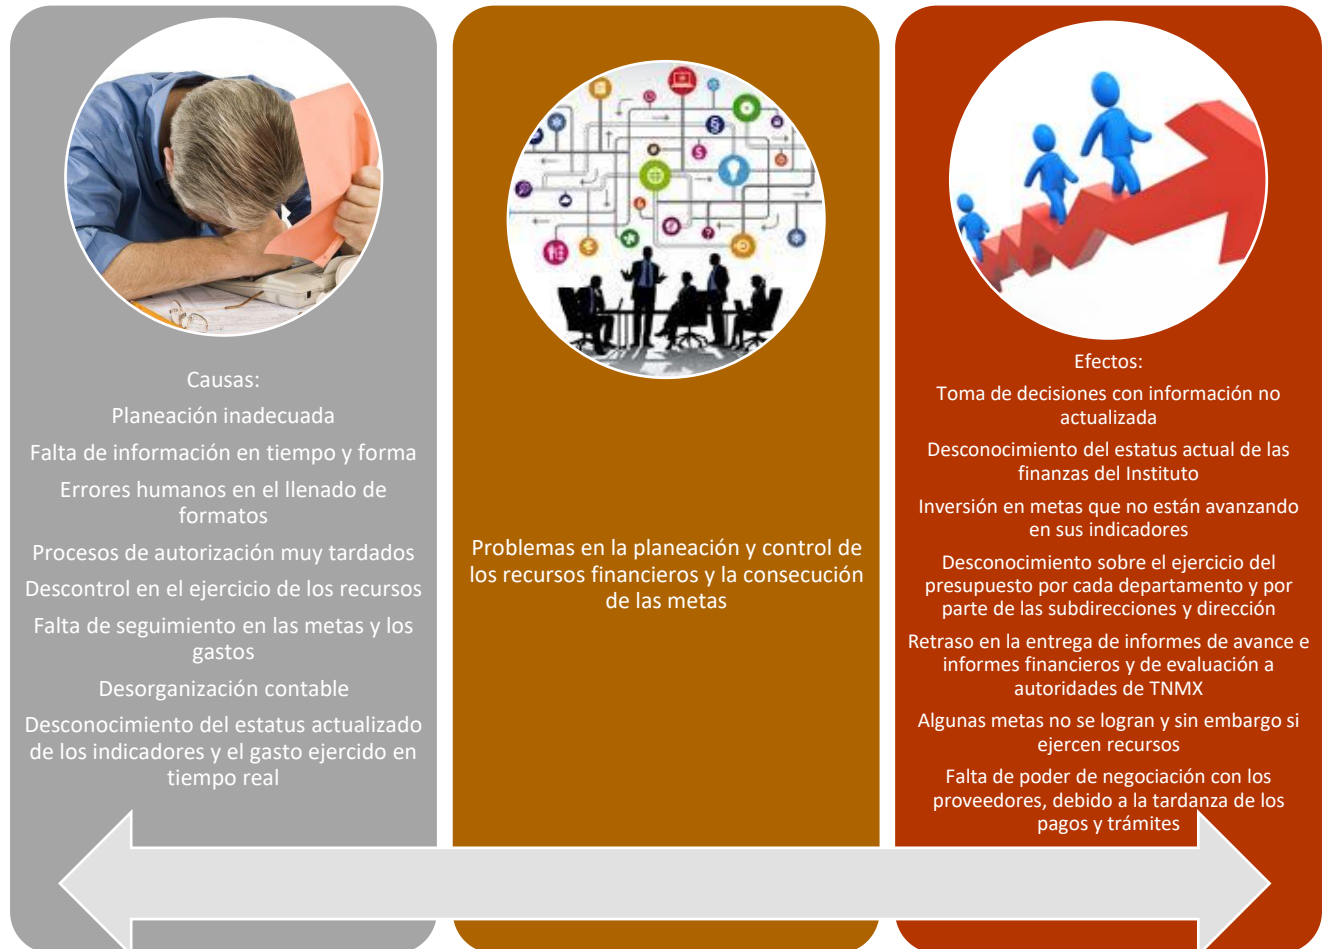 Causas:
Planeación inadecuada
Falta de información en tiempo y forma
Errores humanos en el llenado de
formatos
Procesos de autorización muy tardados
Descontrol en el ejercicio de los recursos
Falta de seguimiento en las metas y los
gastos
Desorganización contable
Desconocimiento del estatus actualizado
de los indicadores y el gasto ejercido en
tiempo real
Problemas en la planeación y control de
los recursos financieros y la consecución
de las metas
Efectos:
Toma de decisiones con información no
actualizada
Desconocimiento del estatus actual de las
finanzas del Instituto
Inversión en metas que no están avanzando
en sus indicadores
Desconocimiento sobre el ejercicio del
presupuesto por cada departamento y por
parte de las subdirecciones y dirección
Retraso en la entrega de informes de avance e
informes financieros y de evaluación a
autoridades de TNMX
Algunas metas no se logran y sin embargo si
ejercen recursos
Falta de poder de negociación con los
proveedores, debido a la tardanza de los
pagos y trámites